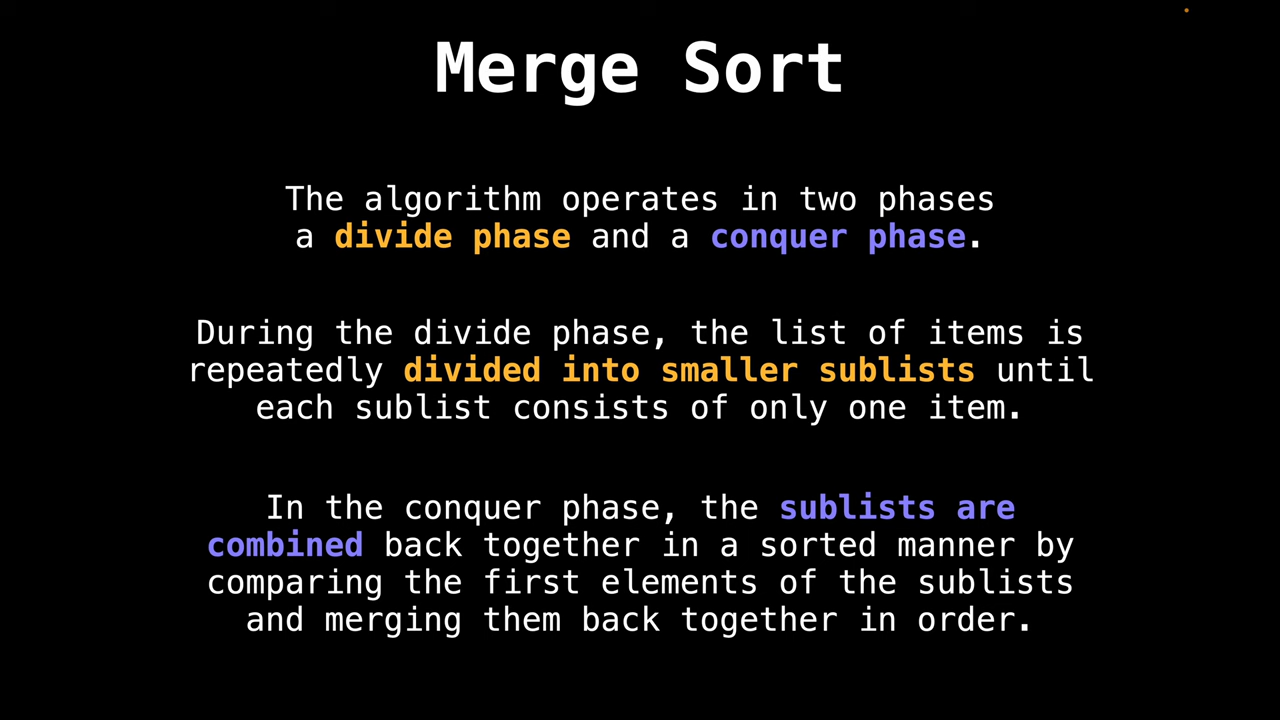 Merge Sort
The algorithm operates in two phases
a divide phase and a conquer phase.
During the divide phase, the list of items is
repeatedly divided into smaller sublists until
each sublist consists of only one item.
In the conquer phase, the sublists are
combined back together in a sorted manner by
comparing the first elements of the sublists
and merging them back together in order.